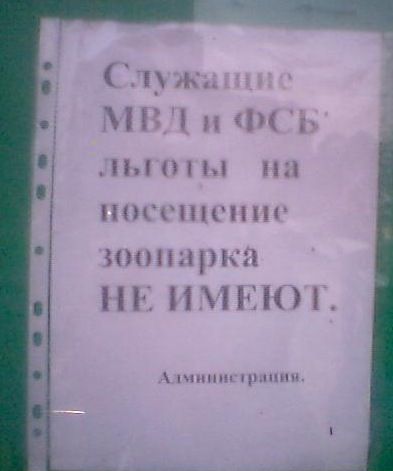 Служащие
МВД и ФСБ
льготы на
посещение
зоопарка
НЕ ИМЕЮТ.
Администрация.